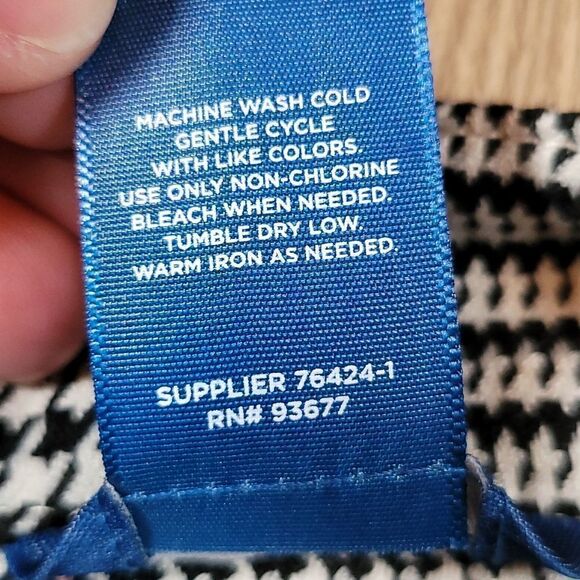 MACHINE WASH COLD
GENTLE CYCLE
WITH LIKE COLORS.
USE ONLY NON-CHLORINE
BLEACH WHEN NEEDED.
TUMBLE DRY LOW.
WARM IRON AS NEEDED.
SUPPLIER 76424-1
RN# 93677